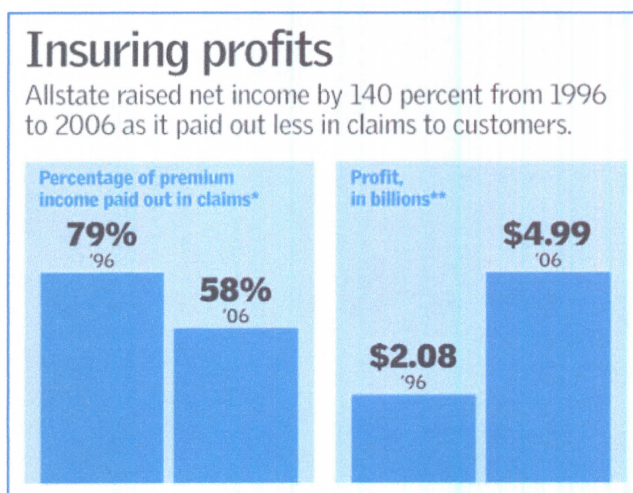 Insuring profits
Allstate raised net income by 140 percent from 1996
to 2006 as it paid out less in claims to customers.
Percentage of premium
income paid out in claims*
79%
'96
58%
'06
Profit,
in billions**
$4.99
'06
$2.08
'96